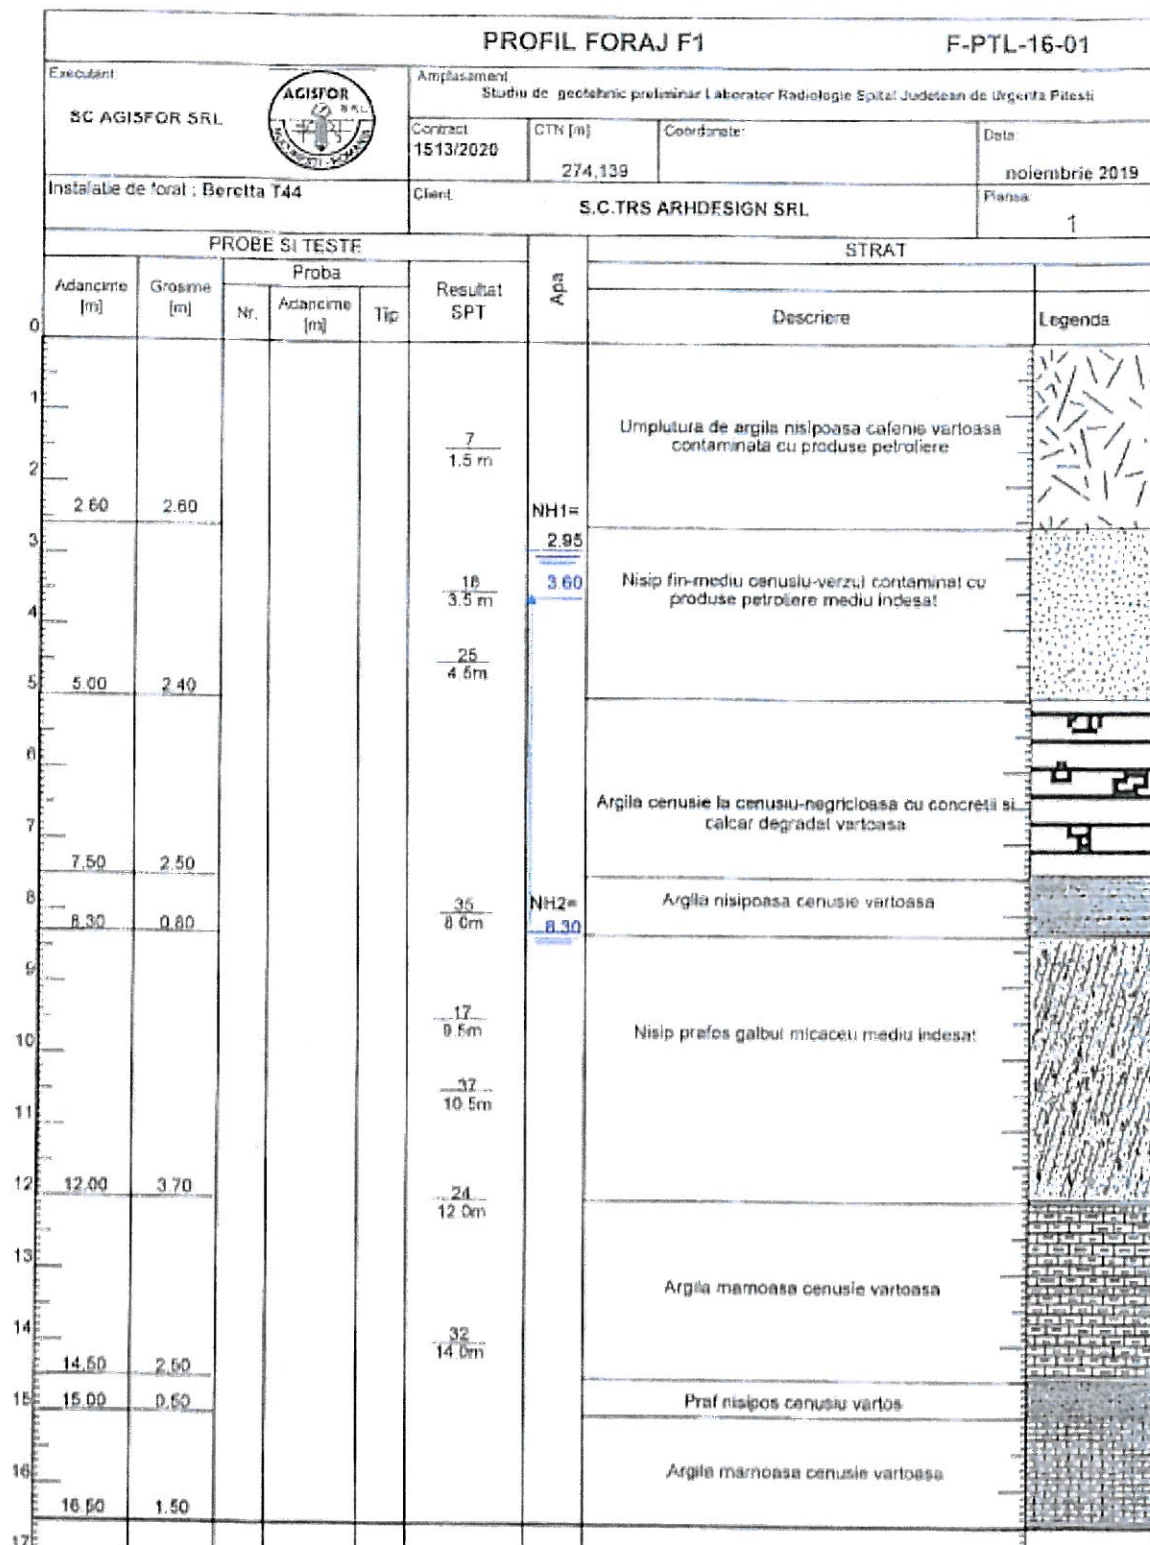 PROFIL FORAJ F1
F-PTL-16-01
Executant:
SC AGISFOR SRL
AGISFOR
SRL
BUCURESTI - ROMANIA
Amplasament
Studiu de geotehnic preliminar Laborator Radiologie Spital Judetean de Urgenta Pitesti
Contract
1513/2020
CTN [m]
274,139
Coordonate:
Data:
noiembrie 2019
Instalatie de foraj : Beretta T44
Client
S.C.TRS ARHDESIGN SRL
Plansa
1
PROBE SI TESTE
Apa
STRAT
Adancime
[m]
Grosime
[m]
Proba
Nr.
Adancime
[m]
Tip
Resultat
SPT
Descriere
Legenda
0
1
Umplutura de argila nisipoasa cafenie vartoasa
contaminata cu produse petroliere
7
1.5 m
2
2.60
2.60
NH1=
3
2.95
Nisip fin-mediu cenusiu-verzui contaminat cu
produse petroliere mediu indesat
18
3.5 m
3.60
4
25
4.5m
5
5.00
2.40
6
Argila cenusie la cenusiu-negricioasa cu concretii si
calcar degradat vartoasa
7
7.50
2.50
8
35
8.0m
NH2=
Argila nisipoasa cenusie vartoasa
8.30
0.80
8.30
9
17
9.5m
Nisip prafos galbui micaceu mediu indesat
10
37
10.5m
11
12
12.00
3.70
24
12.0m
13
Argila marnoasa cenusie vartoasa
14
32
14.0m
14.50
2.50
15
15.00
0.50
Praf nisipos cenusiu vartos
16
Argila marnoasa cenusie vartoasa
16.50
1.50
17